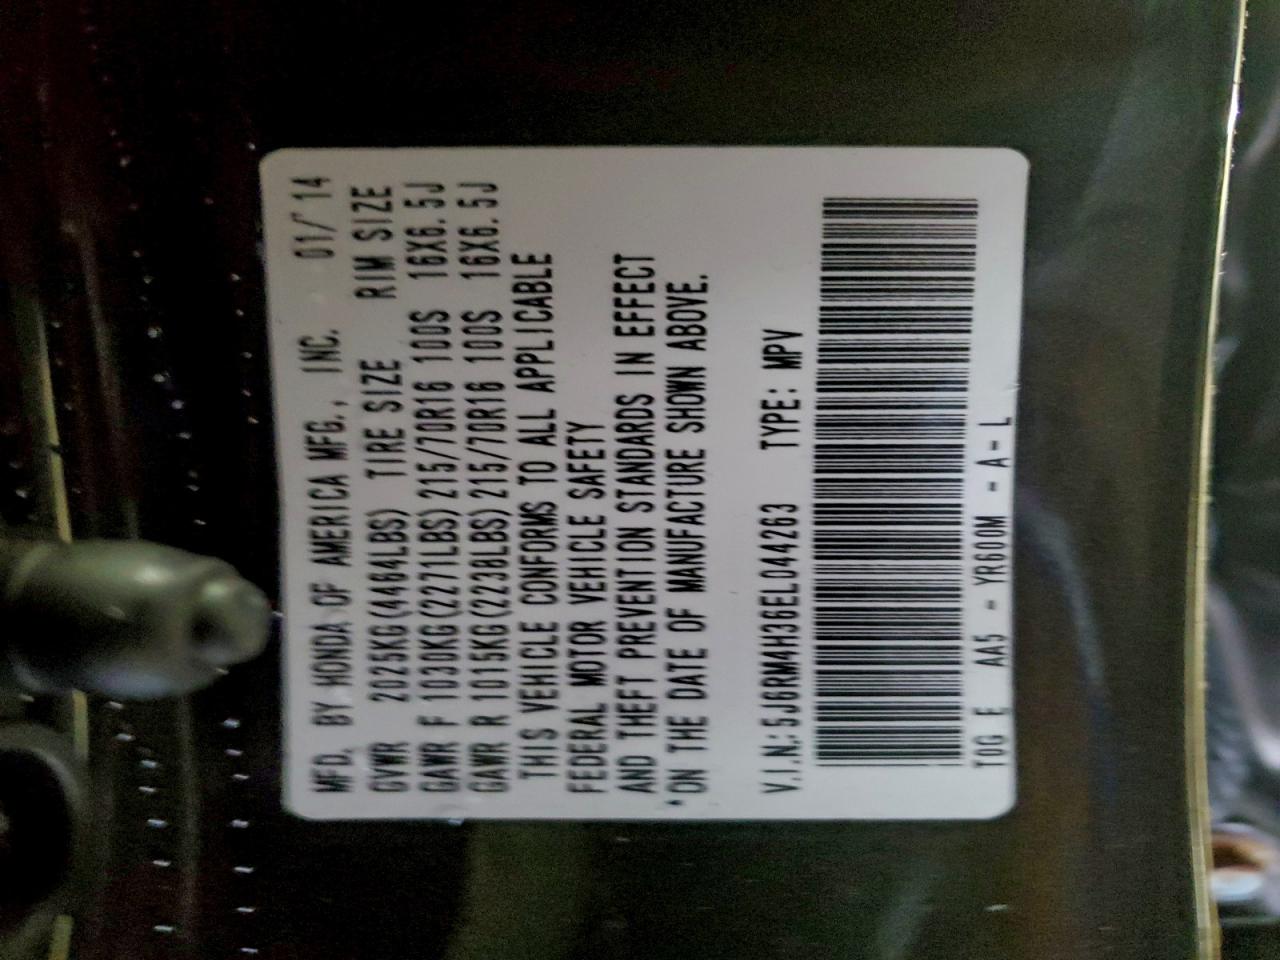 MFD. BY HONDA OF AMERICA MFG., INC. 01/'14
GVWR 2025KG(4464LBS) TIRE SIZE RIM SIZE
GAWR F 1030KG(2271LBS) 215/70R16 100S 16X6.5J
GAWR R 1015KG(2238LBS) 215/70R16 100S 16X6.5J
THIS VEHICLE CONFORMS TO ALL APPLICABLE
FEDERAL MOTOR VEHICLE SAFETY
AND THEFT PREVENTION STANDARDS IN EFFECT
*ON THE DATE OF MANUFACTURE SHOWN ABOVE.
V.I.N.:5J6RM4H36EL044263 TYPE: MPV
T0G E AA5 - YR600M - A - L